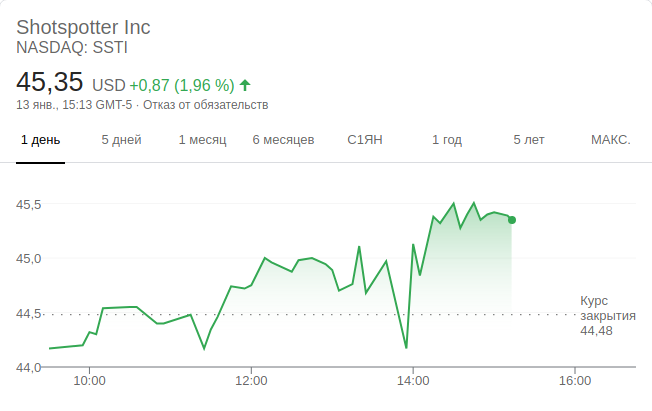 Shotspotter Inc
NASDAQ: SSTI
45,35 USD +0,87 (1,96 %)
13 янв., 15:13 GMT-5 · Отказ от обязательств
1 день 5 дней 1 месяц 6 месяцев С1ЯН 1 год 5 лет МАКС.
45,5
45,0
44,5
44,0
Курс
закрытия
44,48
10:00 12:00 14:00 16:00